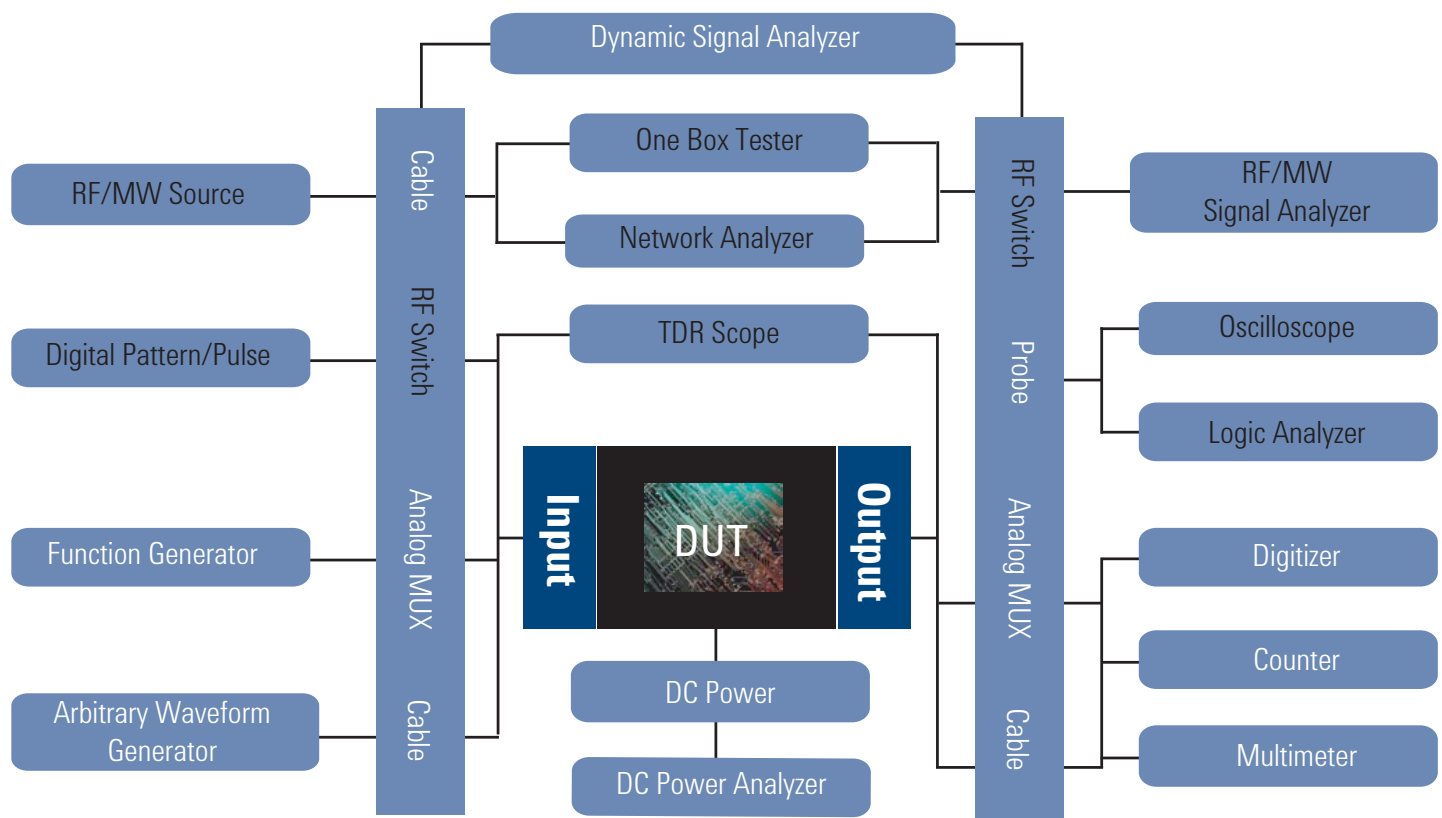 Dynamic Signal Analyzer
Cable
RF Switch
Analog MUX
Cable
RF/MW Source
Digital Pattern/Pulse
Function Generator
Arbitrary Waveform
Generator
One Box Tester
Network Analyzer
TDR Scope
Input
DUT
Output
DC Power
DC Power Analyzer
RF Switch
Probe
Analog MUX
Cable
RF/MW
Signal Analyzer
Oscilloscope
Logic Analyzer
Digitizer
Counter
Multimeter